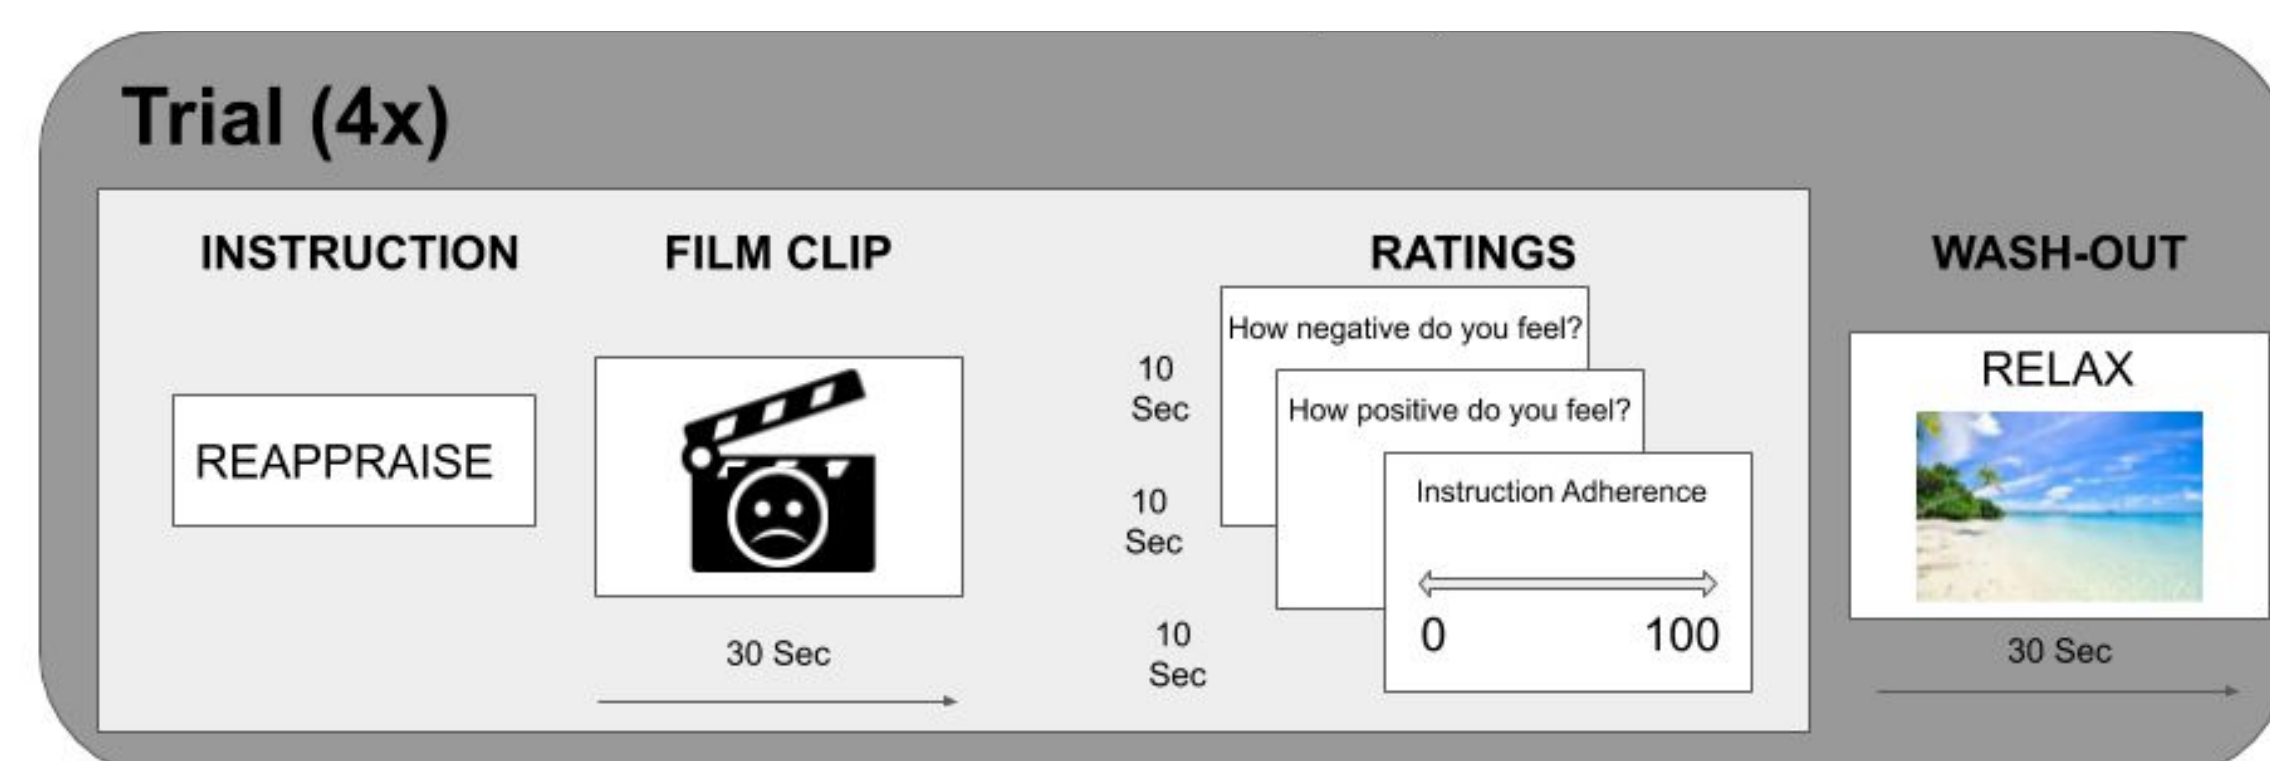 Trial (4x)
INSTRUCTION
REAPPRAISE
FILM CLIP
30 Sec
RATINGS
10
Sec
10
Sec
10
Sec
How negative do you feel?
How positive do you feel?
Instruction Adherence
0 100
WASH-OUT
RELAX
30 Sec